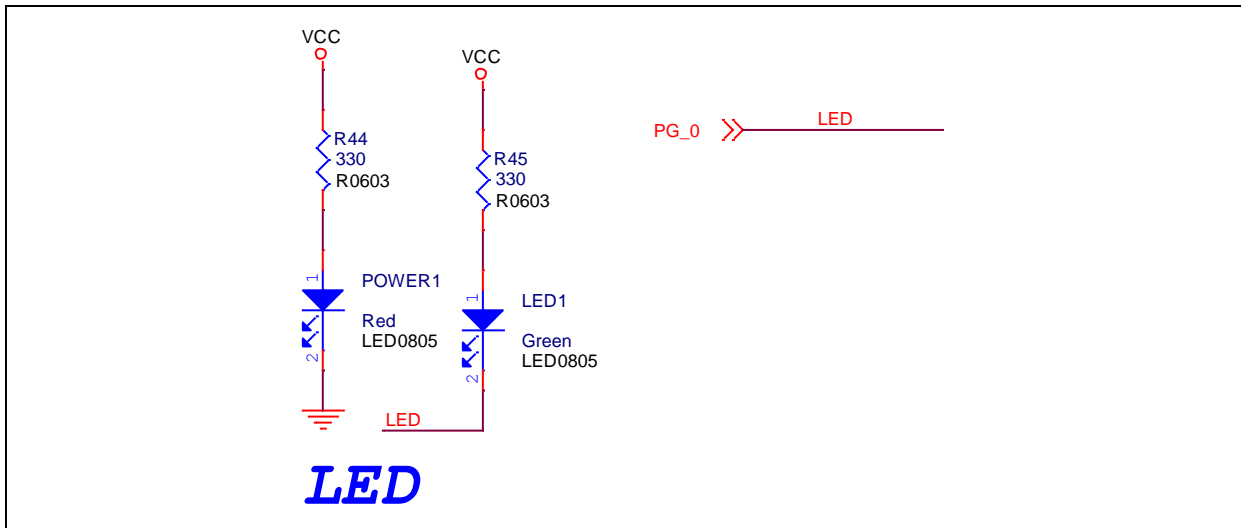 VCC
R44
330
R0603
1
POWER1
Red
LED0805
2
VCC
R45
330
R0603
1
LED1
Green
LED0805
2
LED
PG_0
LED
LED